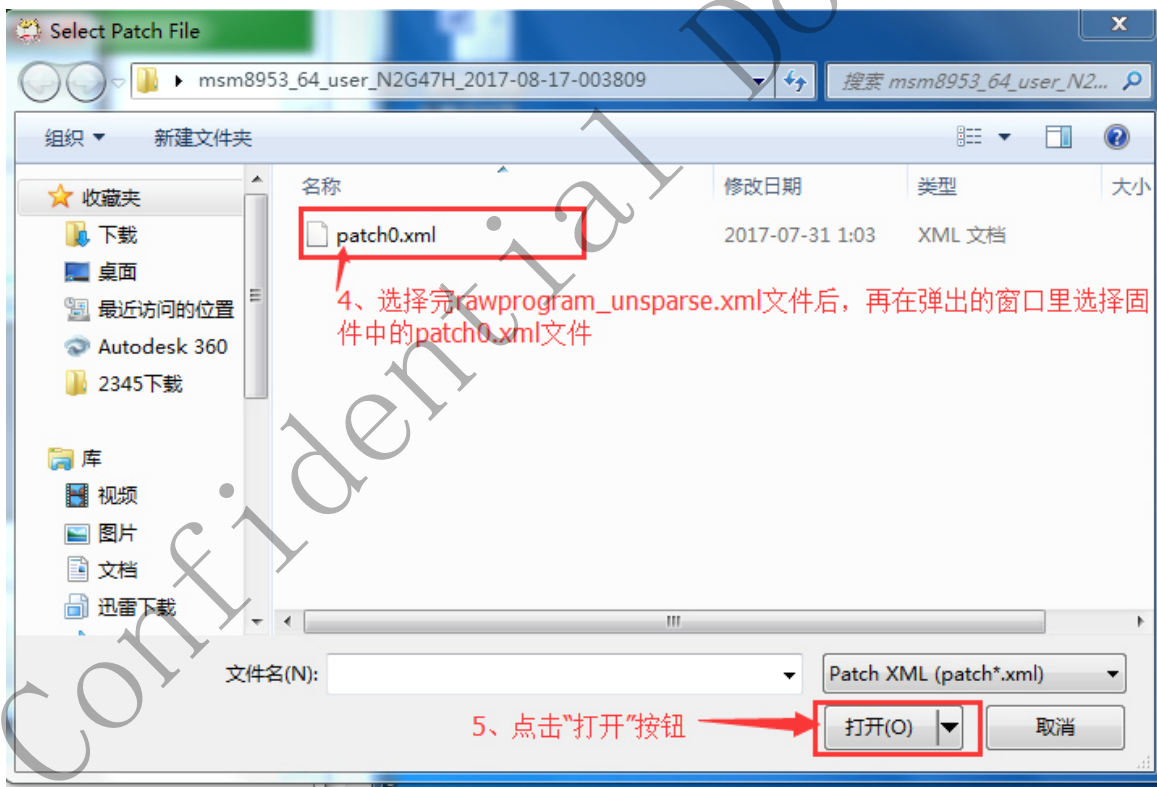 Select Patch File
msm8953_64_user_N2G47H_2017-08-17-003809
搜索 msm8953_64_user_N2...
组织
新建文件夹
收藏夹
下载
桌面
最近访问的位置
Autodesk 360
2345下载
库
视频
图片
文档
迅雷下载
名称
修改日期
类型
大小
patch0.xml
2017-07-31 1:03
XML 文档
4、选择完rawprogram_unsparse.xml文件后，再在弹出的窗口里选择固
件中的patch0.xml文件
文件名(N):
Patch XML (patch*.xml)
5、点击“打开”按钮
打开(O)
取消
Confidential Do